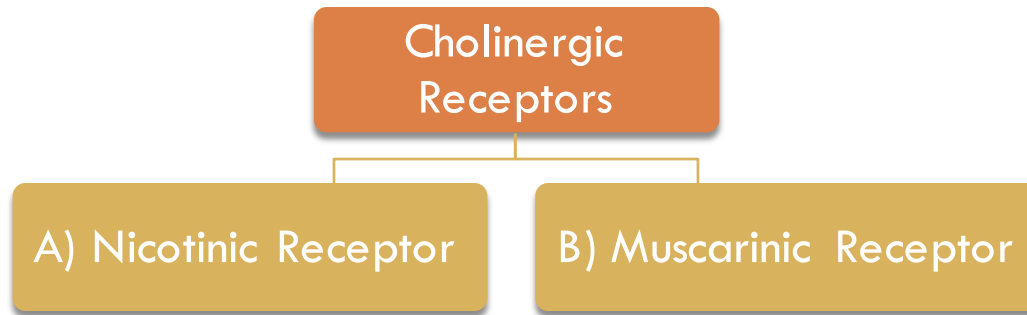 Cholinergic
Receptors
A) Nicotinic Receptor
B) Muscarinic Receptor